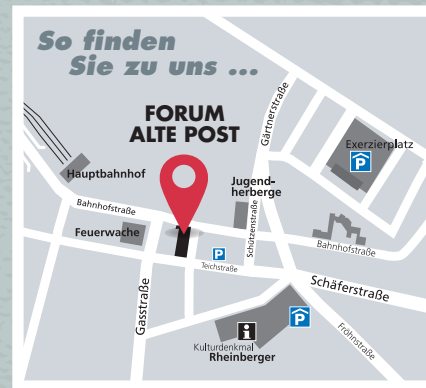 So finden
Sie zu uns ...
FORUM
ALTE POST
Gärtnerstraße
Exerzierplatz
P
Hauptbahnhof
Jugend-
herberge
Bahnhofstraße
Schützenstraße
Feuerwache
Bahnhofstraße
P
Teichstraße
Schäferstraße
Gasstraße
i
P
Fröhnstraße
Kulturdenkmal
Rheinberger